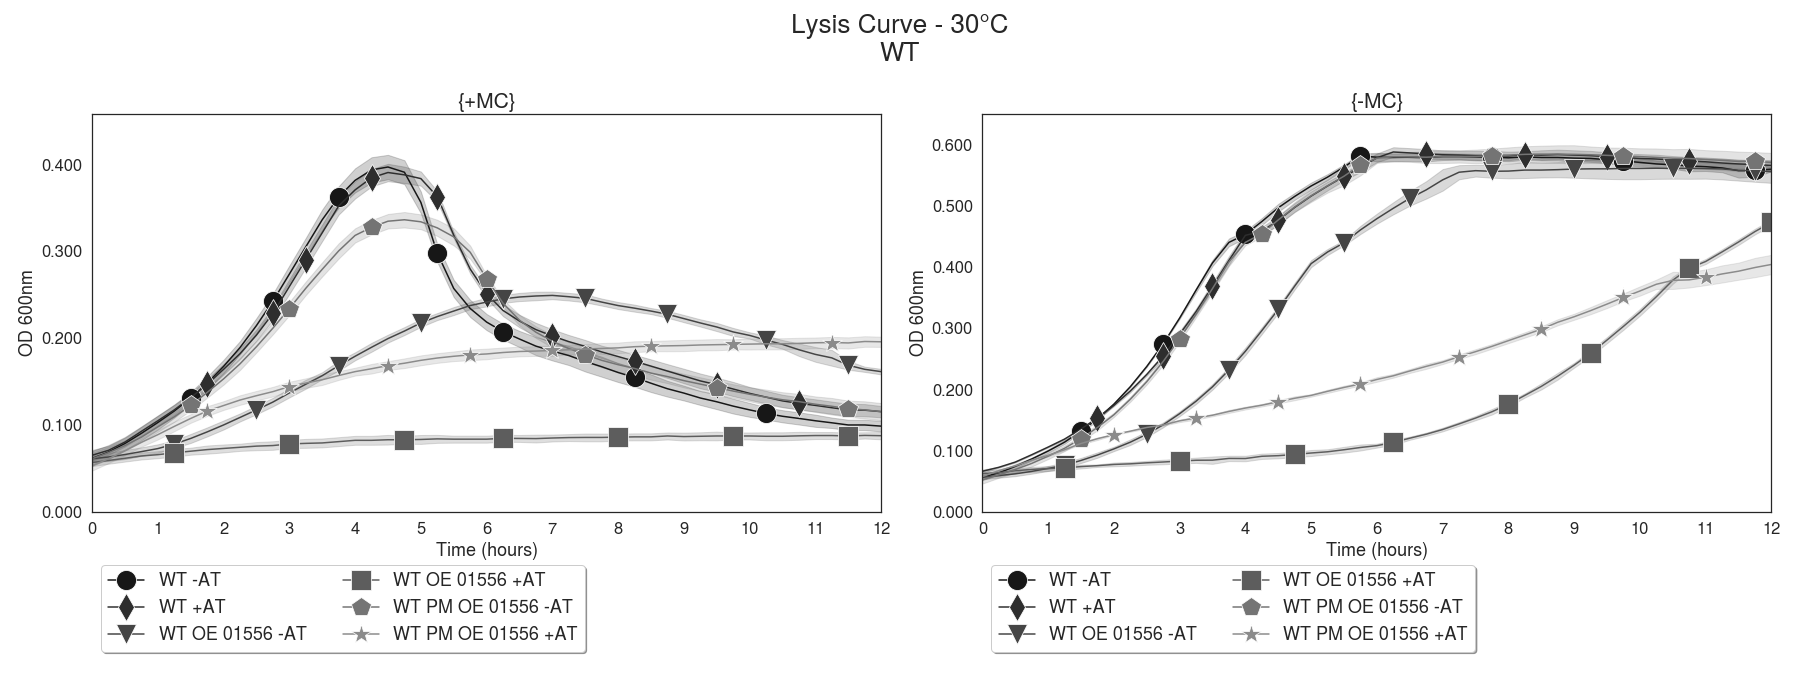 Lysis Curve - 30°C
WT
{+MC}
OD 600nm
0.400
0.300
0.200
0.100
0.000
0 1 2 3 4 5 6 7 8 9 10 11 12
Time (hours)
WT -AT
WT +AT
WT OE 01556 -AT
WT OE 01556 +AT
WT PM OE 01556 -AT
WT PM OE 01556 +AT
{-MC}
OD 600nm
0.600
0.500
0.400
0.300
0.200
0.100
0.000
0 1 2 3 4 5 6 7 8 9 10 11 12
Time (hours)
WT -AT
WT +AT
WT OE 01556 -AT
WT OE 01556 +AT
WT PM OE 01556 -AT
WT PM OE 01556 +AT